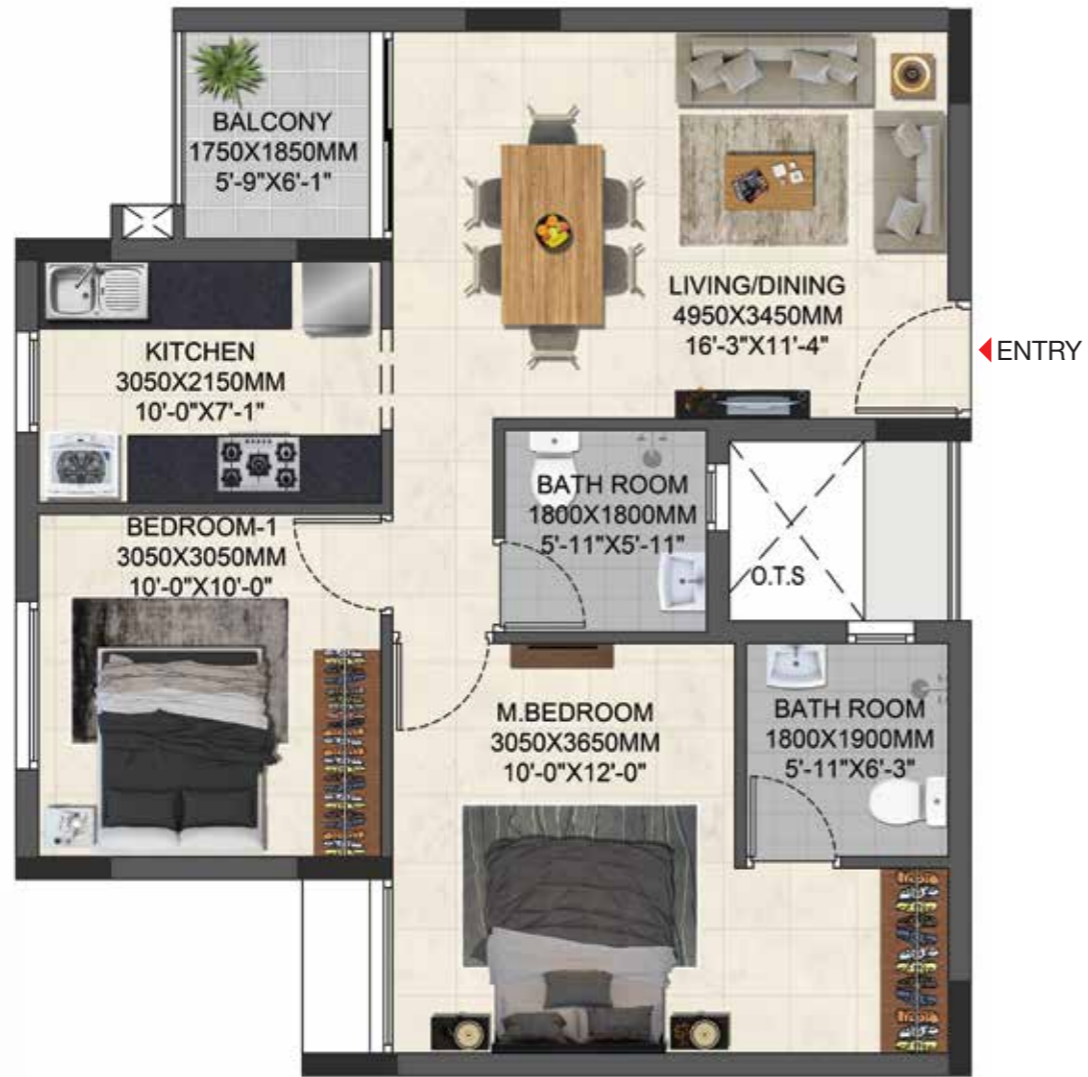 BALCONY
1750X1850MM
5'-9"X6'-1"
LIVING/DINING
4950X3450MM
16'-3"X11'-4"
ENTRY
KITCHEN
3050X2150MM
10'-0"X7'-1"
BATH ROOM
1800X1800MM
5'-11"X5'-11"
O.T.S
BEDROOM-1
3050X3050MM
10'-0"X10'-0"
M.BEDROOM
3050X3650MM
10'-0"X12'-0"
BATH ROOM
1800X1900MM
5'-11"X6'-3"